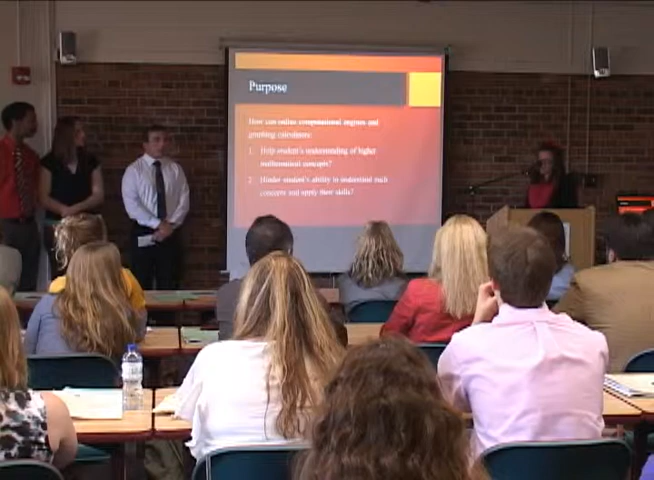 Purpose
How can online computational engines and
graphing calculators:
1. Help student's understanding of higher
mathematical concepts?
2. Hinder student's ability to understand such
concepts and apply their skills?